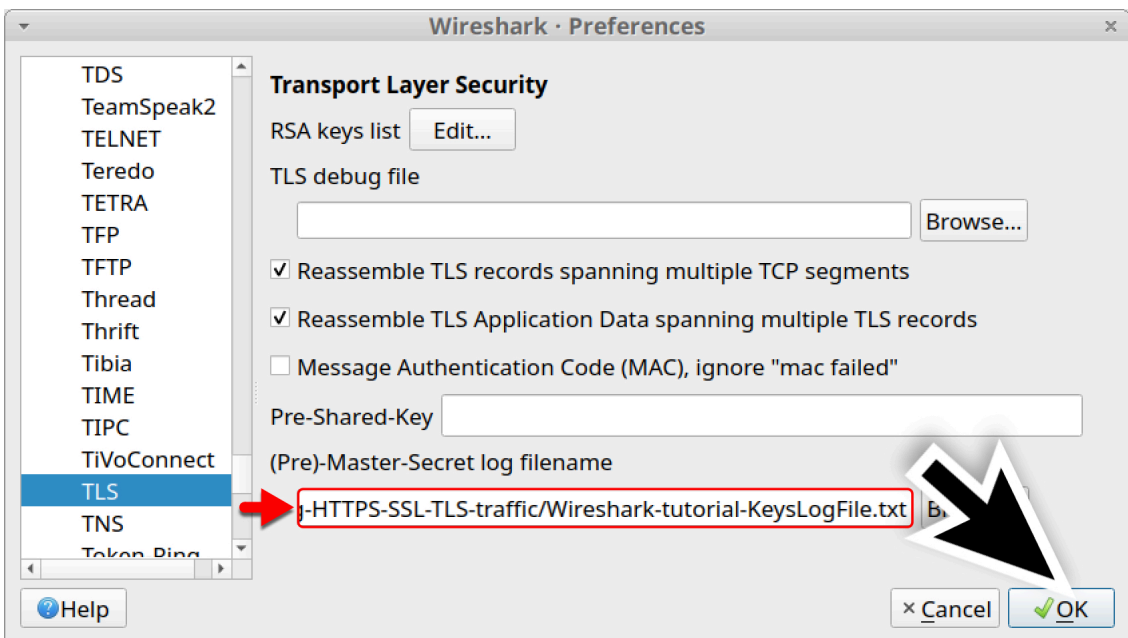 Wireshark · Preferences
TDS
TeamSpeak2
TELNET
Teredo
TETRA
TFP
TFTP
Thread
Thrift
Tibia
TIME
TIPC
TiVoConnect
TLS
TNS
Token Ring
Transport Layer Security
RSA keys list Edit...
TLS debug file
Browse...
✓ Reassemble TLS records spanning multiple TCP segments
✓ Reassemble TLS Application Data spanning multiple TLS records
Message Authentication Code (MAC), ignore "mac failed"
Pre-Shared-Key
(Pre)-Master-Secret log filename
-HTTPS-SSL-TLS-traffic/Wireshark-tutorial-KeysLogFile.txt
Help
Cancel
OK